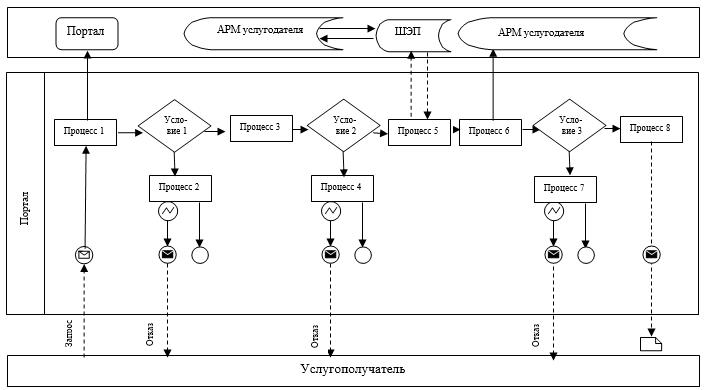 Портал
АРМ услугодателя
ШЭП
АРМ услугодателя
Портал
Процесс 1
Усло-
вие 1
Процесс 3
Усло-
вие 2
Процесс 5
Процесс 6
Усло-
вие 3
Процесс 8
Процесс 2
Процесс 4
Процесс 7
Запрос
Отказ
Отказ
Отказ
Услугополучатель